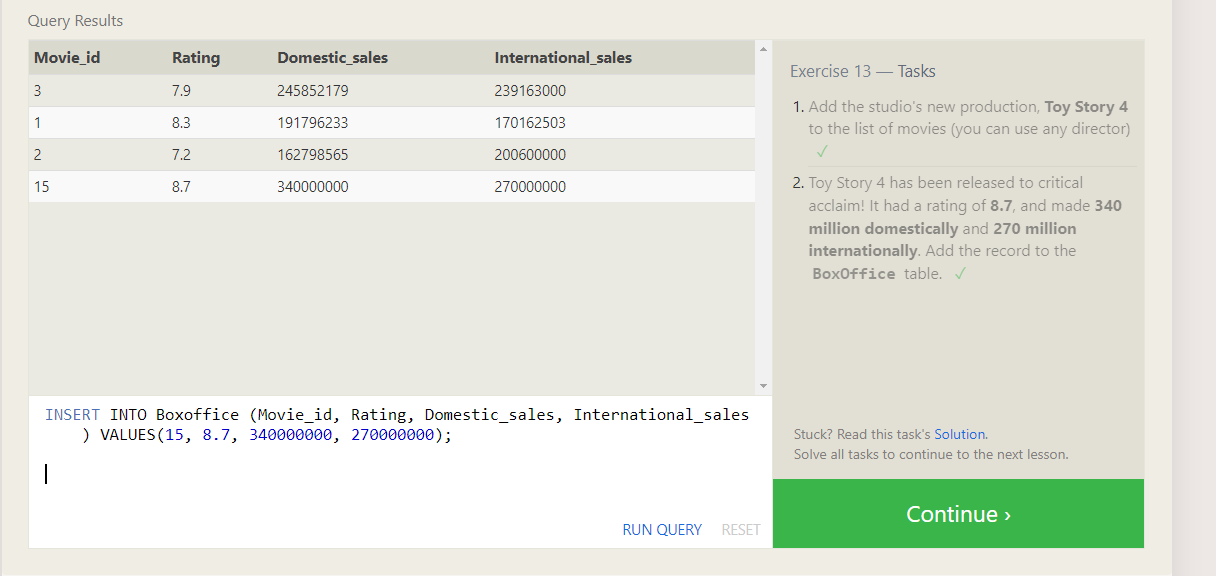 Query Results
Movie_id Rating Domestic_sales International_sales
3 7.9 245852179 239163000
1 8.3 191796233 170162503
2 7.2 162798565 200600000
15 8.7 340000000 270000000
INSERT INTO Boxoffice (Movie_id, Rating, Domestic_sales, International_sales
) VALUES(15, 8.7, 340000000, 270000000);
RUN QUERY RESET
Exercise 13 — Tasks
1. Add the studio's new production, Toy Story 4
to the list of movies (you can use any director)
✓
2. Toy Story 4 has been released to critical
acclaim! It had a rating of 8.7, and made 340
million domestically and 270 million
internationally. Add the record to the
BoxOffice table. ✓
Stuck? Read this task's Solution.
Solve all tasks to continue to the next lesson.
Continue ›